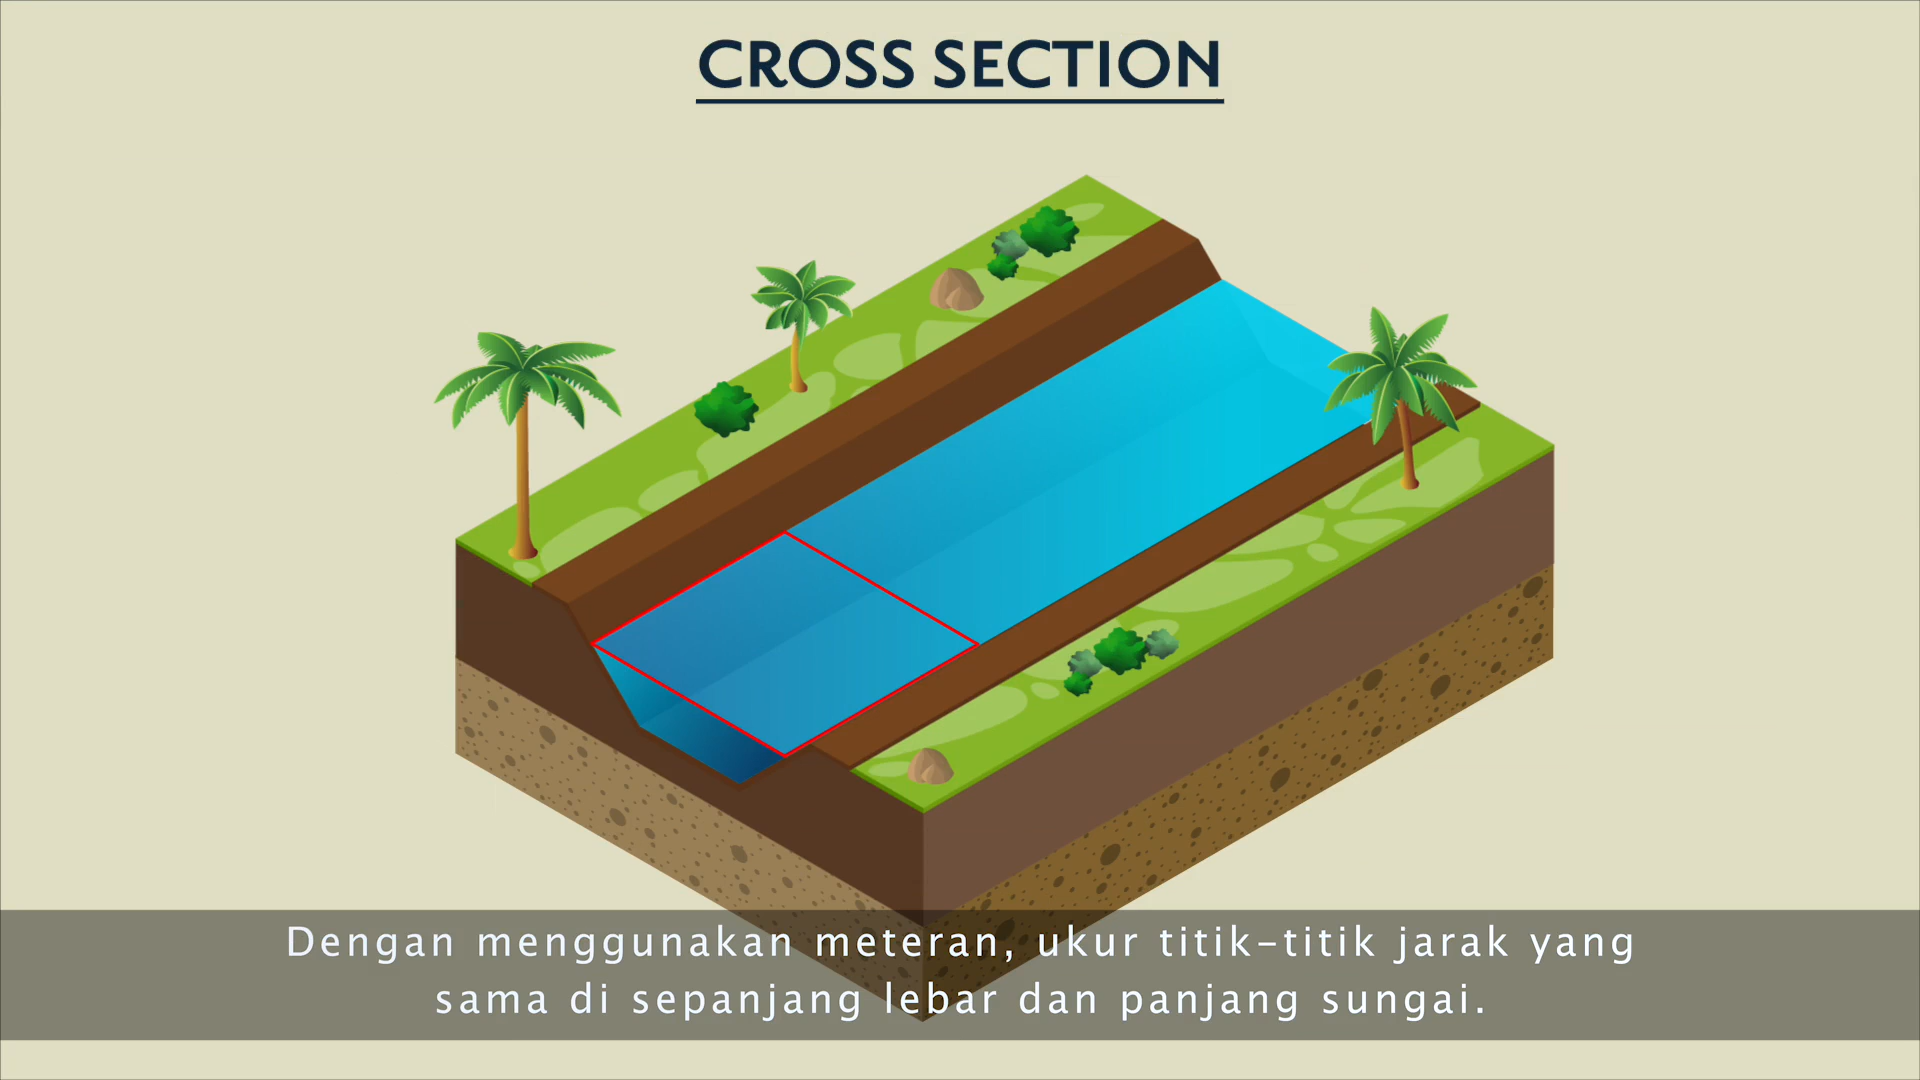 CROSS SECTION
Dengan menggunakan meteran, ukur titik-titik jarak yang
sama di sepanjang lebar dan panjang sungai.